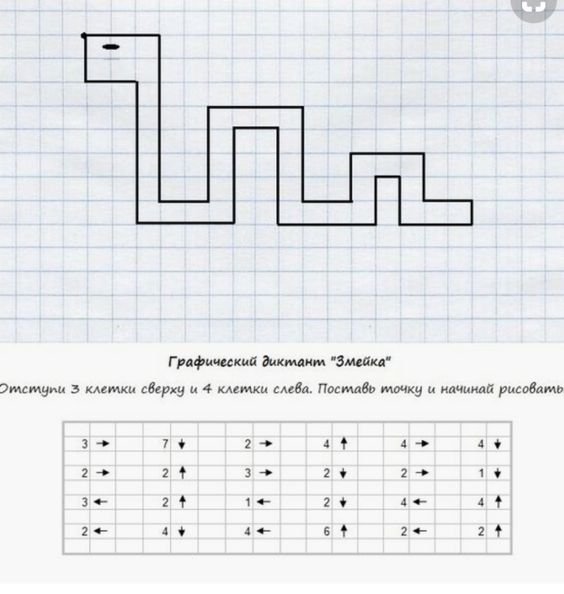 Графический диктант "Змейка"
Отступи 3 клетки сверху и 4 клетки слева. Поставь точку и начинай рисовать
3 → 7 ↓ 2 → 4 ↑ 4 → 4 ↓
2 → 2 ↑ 3 → 2 ↓ 2 → 1 ↓
3 ← 2 ↑ 1 ← 2 ↓ 4 ← 4 ↑
2 ← 4 ↓ 4 ← 6 ↑ 2 ← 2 ↑